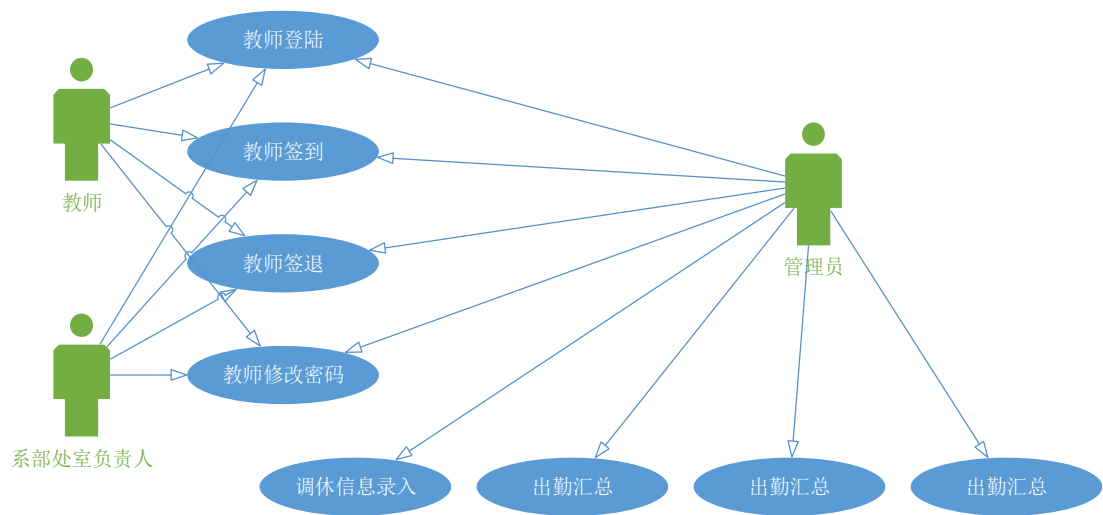 教师登陆
教师签到
教师
管理员
教师签退
教师修改密码
系部处室负责人
调休信息录入
出勤汇总
出勤汇总
出勤汇总